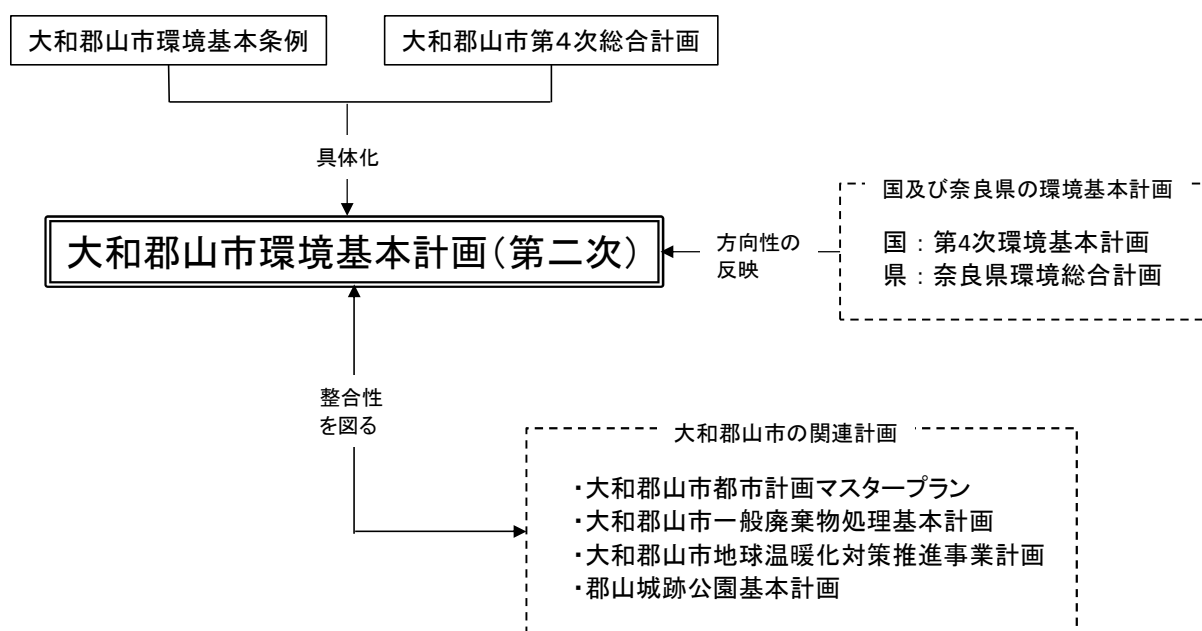 大和郡山市環境基本条例
大和郡山市第4次総合計画
具体化
大和郡山市環境基本計画(第二次)
方向性の
反映
国及び奈良県の環境基本計画
国:第4次環境基本計画
県:奈良県環境総合計画
整合性
を図る
大和郡山市の関連計画
・大和郡山市都市計画マスタープラン
・大和郡山市一般廃棄物処理基本計画
・大和郡山市地球温暖化対策推進事業計画
・郡山城跡公園基本計画